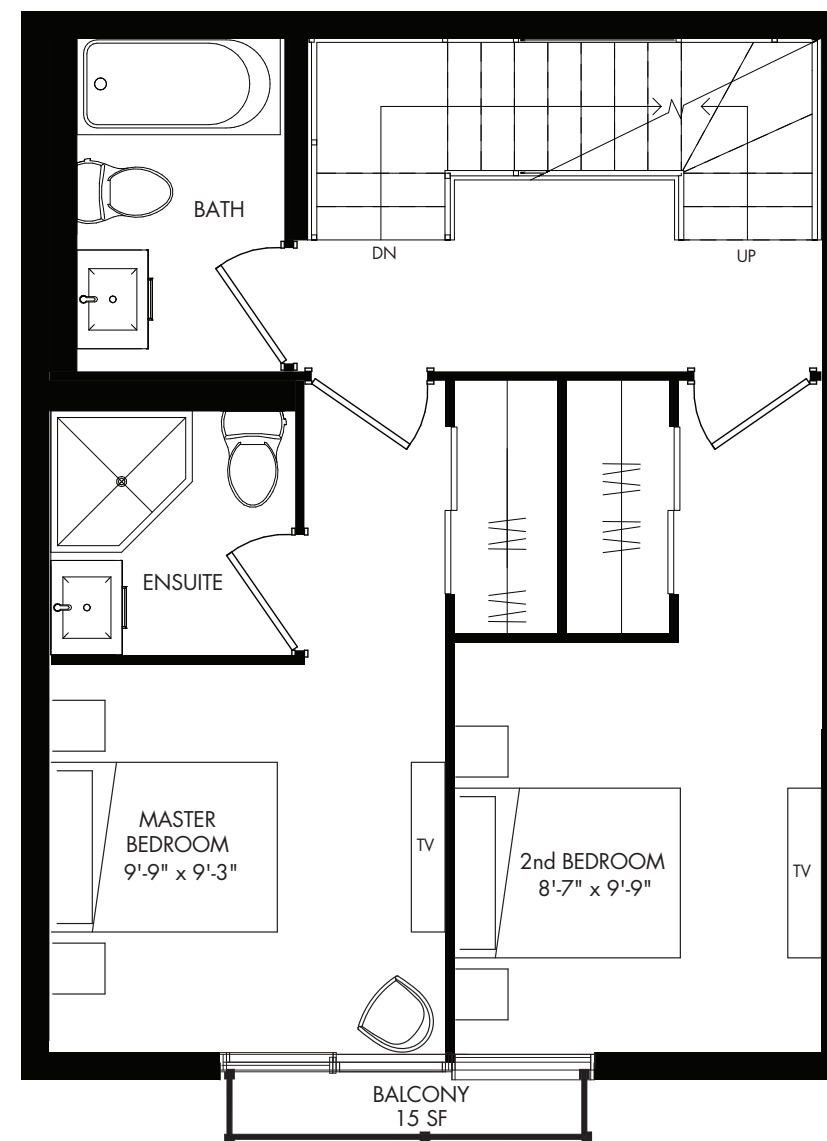 BATH
DN
UP
ENSUITE
MASTER
BEDROOM
9'-9" x 9'-3"
TV
2nd BEDROOM
8'-7" x 9'-9"
TV
BALCONY
15 SF